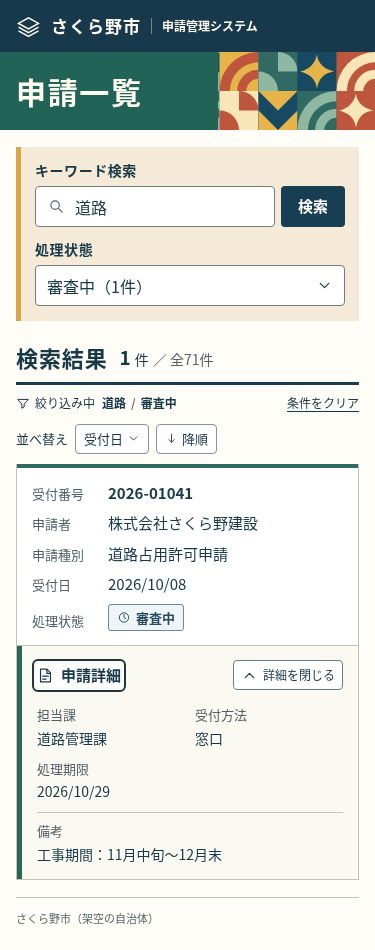 さくら野市 申請管理システム
申請一覧
キーワード検索
道路 検索
処理状態
審査中（1件）
検索結果 1 件 ／ 全71件
絞り込み中 道路 / 審査中 条件をクリア
並べ替え 受付日 降順
受付番号 2026-01041
申請者 株式会社さくら野建設
申請種別 道路占用許可申請
受付日 2026/10/08
処理状態 審査中
申請詳細 詳細を閉じる
担当課 受付方法
道路管理課 窓口
処理期限
2026/10/29
備考
工事期間：11月中旬～12月末
さくら野市（架空の自治体）